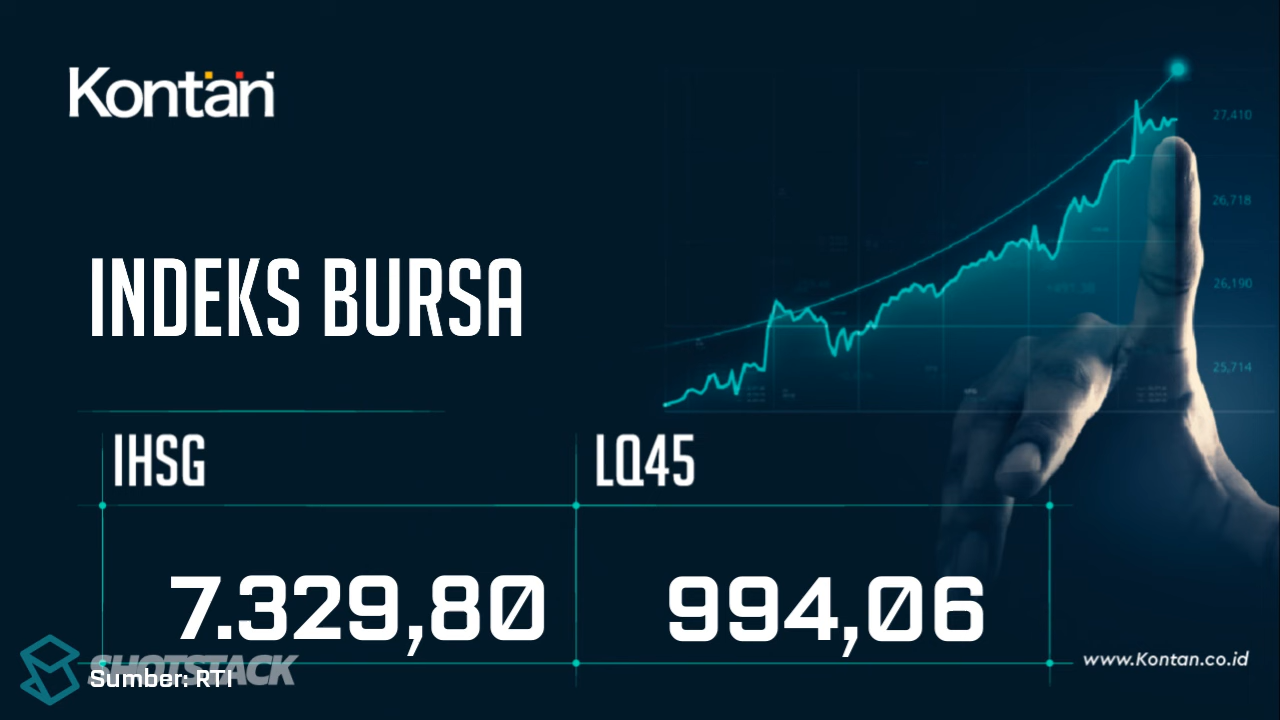 Kontan
27,410
26,718
26,190
25,714
INDEKS BURSA
IHSG
LQ45
7.329,80
994,06
www.Kontan.co.id
SHOTSTACK
Sumber: RTI